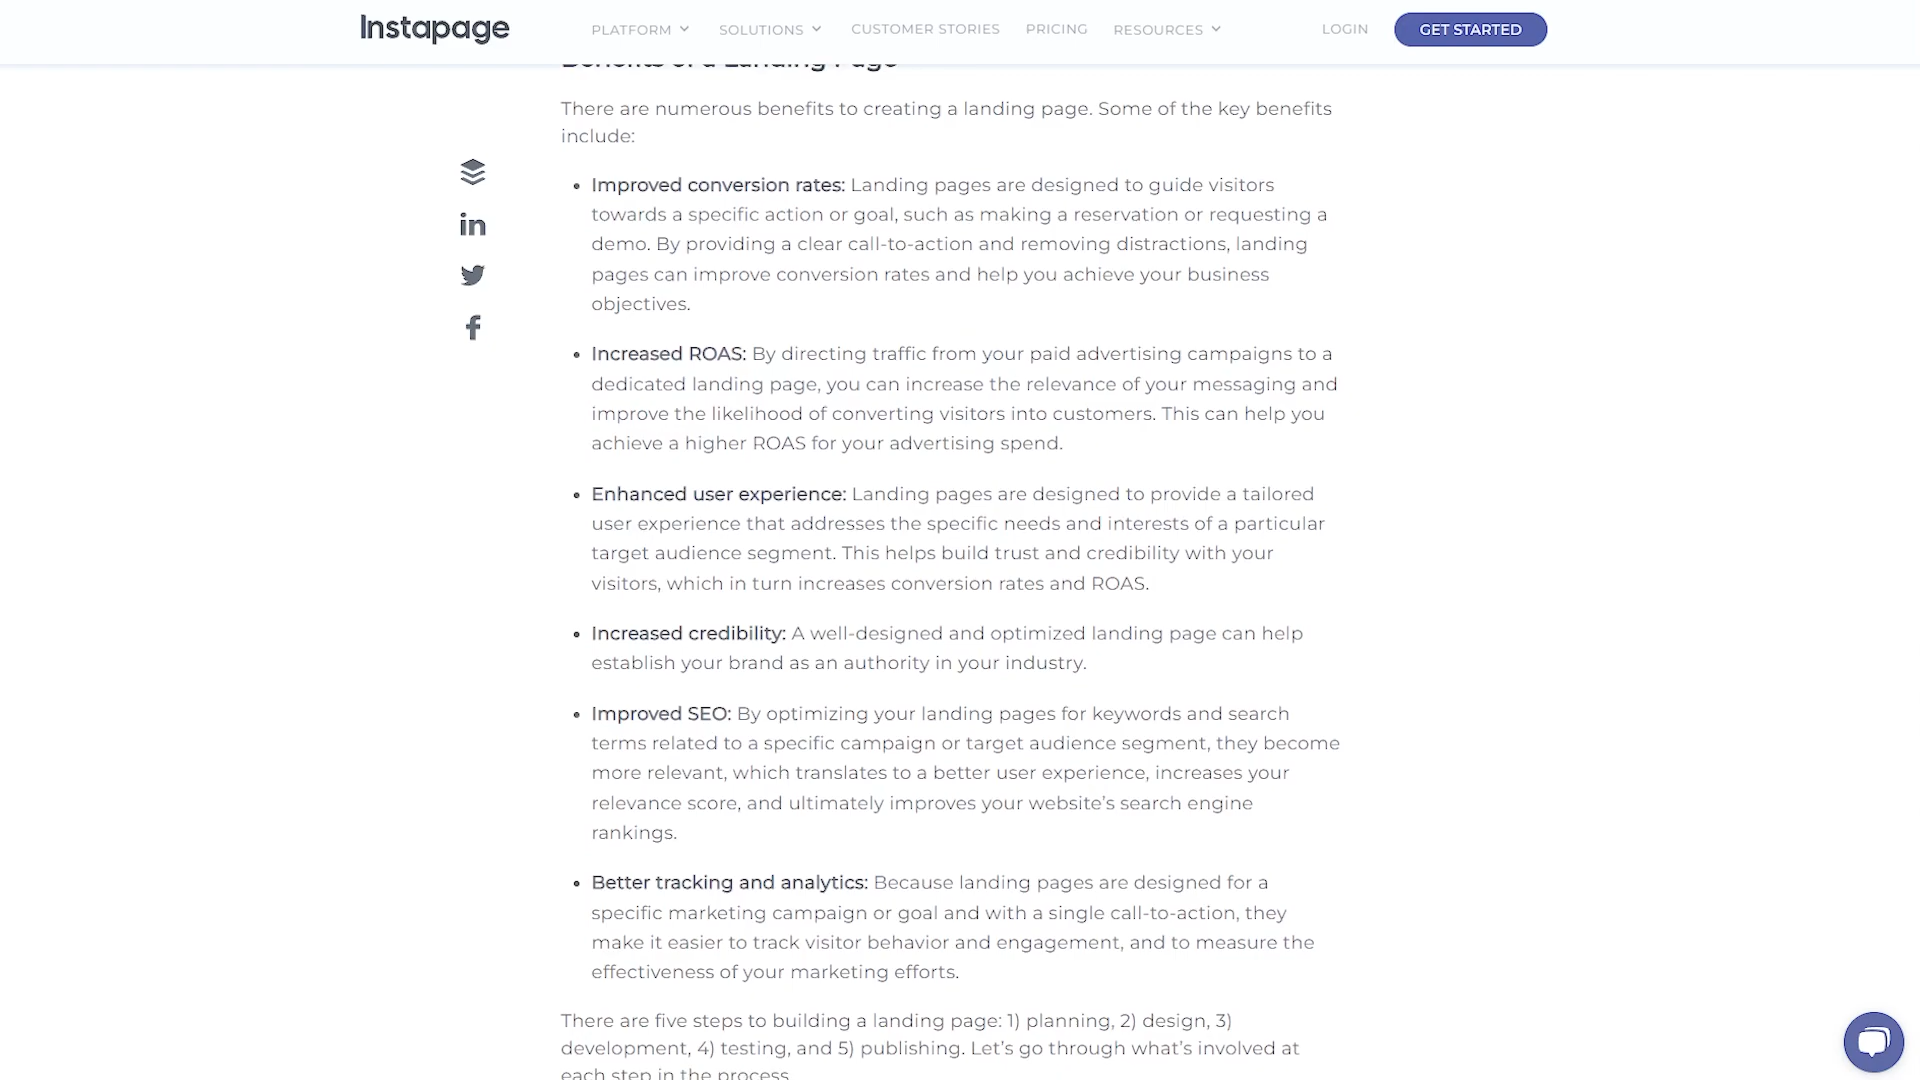 Instapage
PLATFORM
SOLUTIONS
CUSTOMER STORIES
PRICING
RESOURCES
LOGIN
GET STARTED
Benefits of a Landing Page
There are numerous benefits to creating a landing page. Some of the key benefits
include:
Improved conversion rates: Landing pages are designed to guide visitors
towards a specific action or goal, such as making a reservation or requesting a
demo. By providing a clear call-to-action and removing distractions, landing
pages can improve conversion rates and help you achieve your business
objectives.
Increased ROAS: By directing traffic from your paid advertising campaigns to a
dedicated landing page, you can increase the relevance of your messaging and
improve the likelihood of converting visitors into customers. This can help you
achieve a higher ROAS for your advertising spend.
Enhanced user experience: Landing pages are designed to provide a tailored
user experience that addresses the specific needs and interests of a particular
target audience segment. This helps build trust and credibility with your
visitors, which in turn increases conversion rates and ROAS.
Increased credibility: A well-designed and optimized landing page can help
establish your brand as an authority in your industry.
Improved SEO: By optimizing your landing pages for keywords and search
terms related to a specific campaign or target audience segment, they become
more relevant, which translates to a better user experience, increases your
relevance score, and ultimately improves your website's search engine
rankings.
Better tracking and analytics: Because landing pages are designed for a
specific marketing campaign or goal and with a single call-to-action, they
make it easier to track visitor behavior and engagement, and to measure the
effectiveness of your marketing efforts.
There are five steps to building a landing page: 1) planning, 2) design, 3)
development, 4) testing, and 5) publishing. Let's go through what's involved at
each step in the process